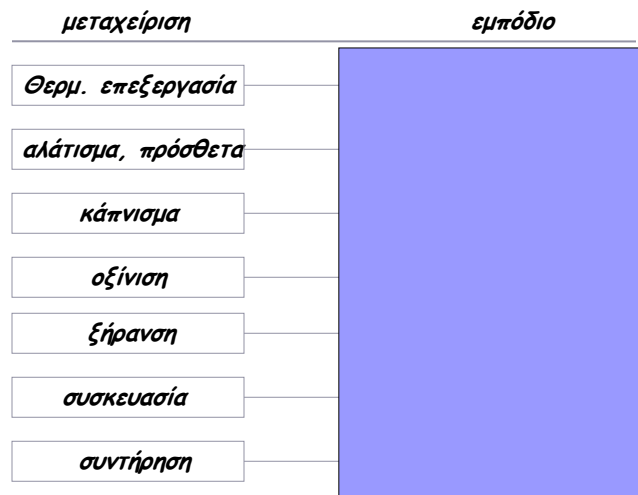 μεταχείριση εμπόδιο
Θερμ. επεξεργασία
αλάτισμα, πρόσθετα
κάπνισμα
οξίνιση
ξήρανση
συσκευασία
συντήρηση